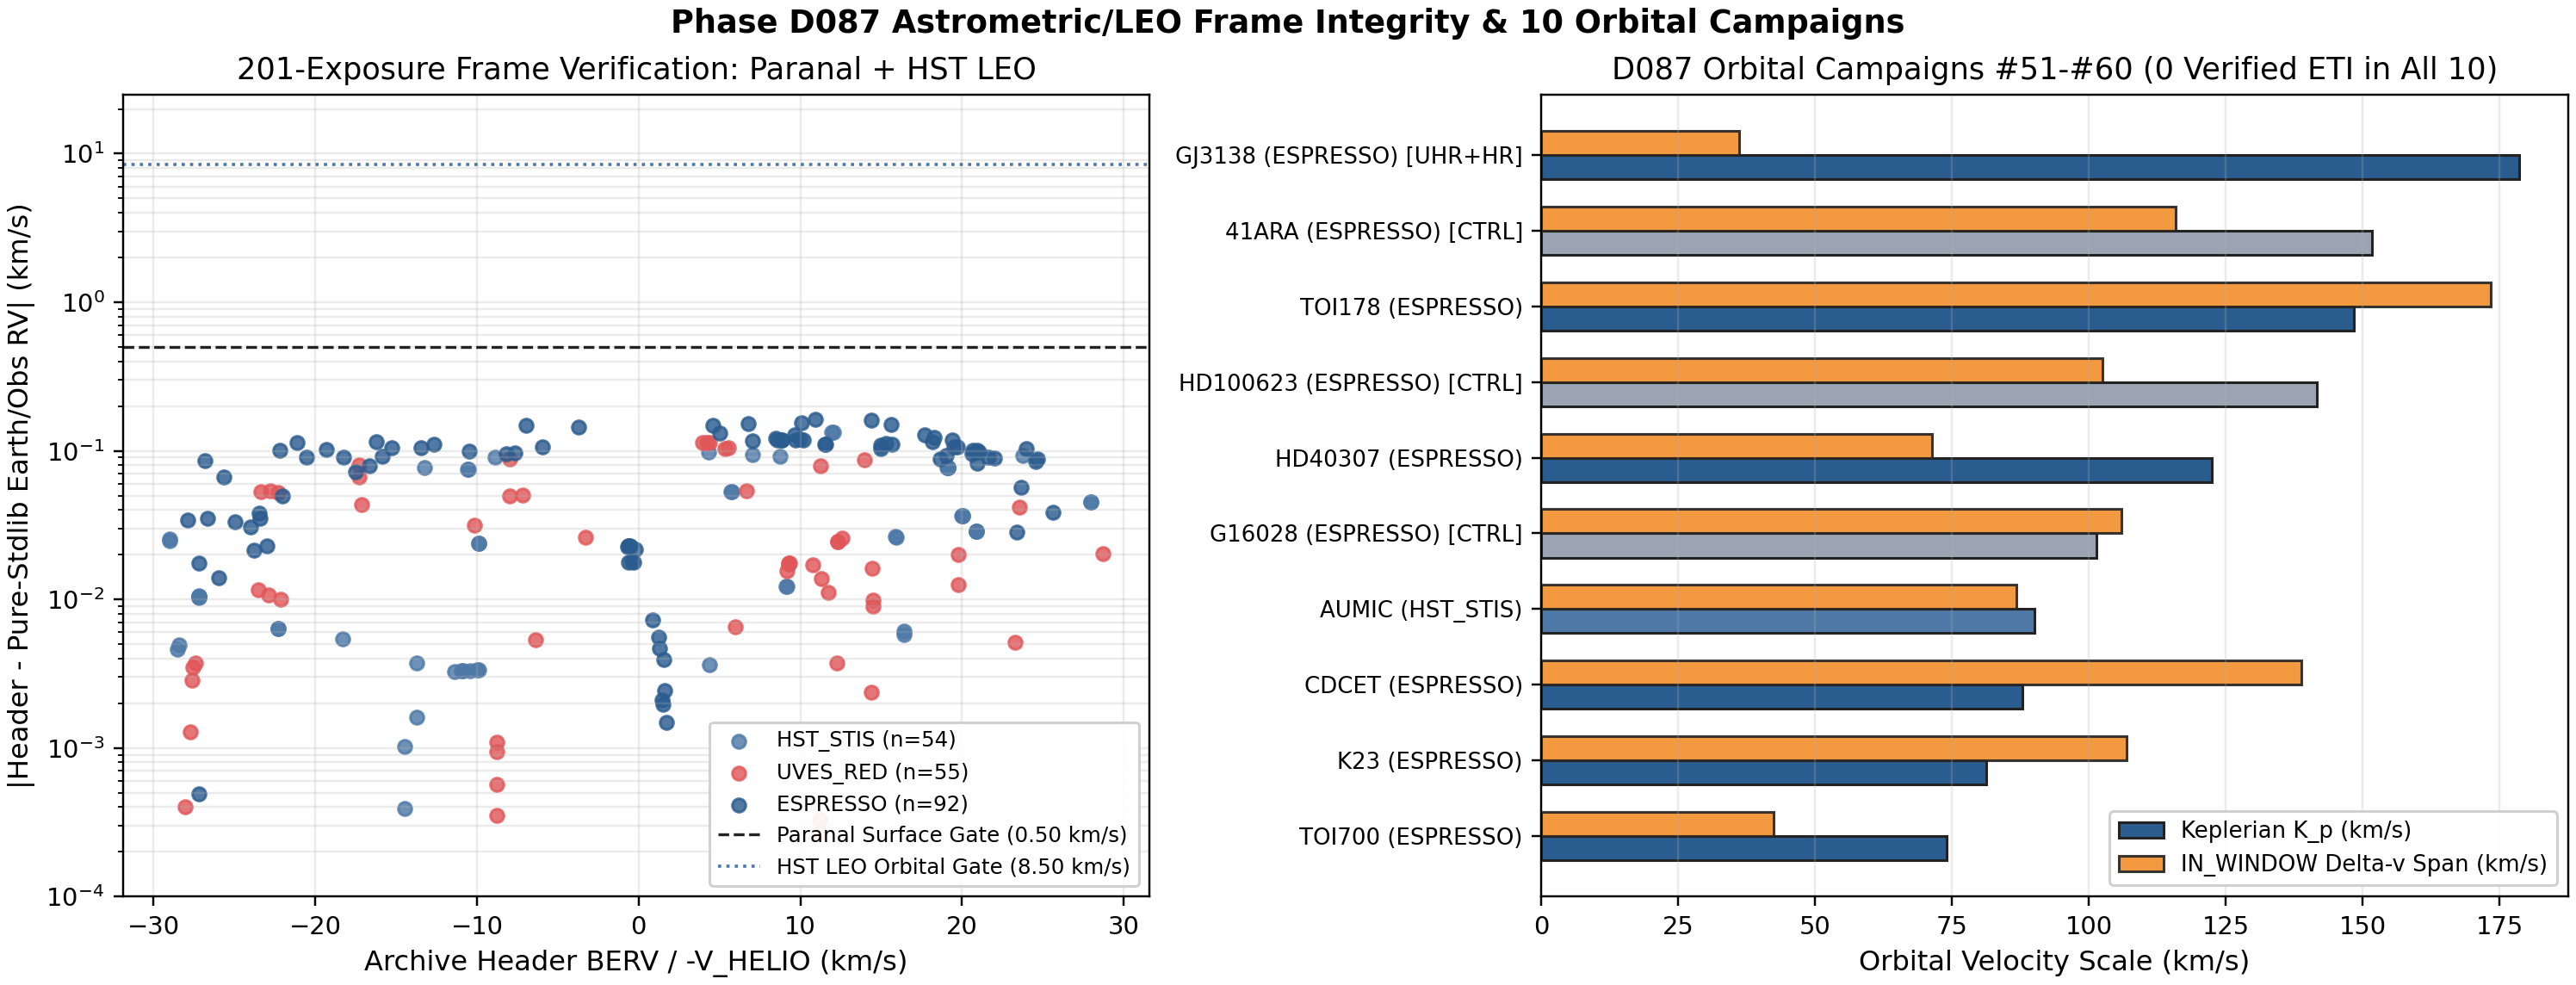 Phase D087 Astrometric/LEO Frame Integrity & 10 Orbital Campaigns
201-Exposure Frame Verification: Paranal + HST LEO
|Header - Pure-Stdlib Earth/Obs RV| (km/s)
10¹
10⁰
10⁻¹
10⁻²
10⁻³
10⁻⁴
−30 −20 −10 0 10 20 30
Archive Header BERV / -V_HELIO (km/s)
HST_STIS (n=54)
UVES_RED (n=55)
ESPRESSO (n=92)
Paranal Surface Gate (0.50 km/s)
HST LEO Orbital Gate (8.50 km/s)
D087 Orbital Campaigns #51-#60 (0 Verified ETI in All 10)
GJ3138 (ESPRESSO) [UHR+HR]
41ARA (ESPRESSO) [CTRL]
TOI178 (ESPRESSO)
HD100623 (ESPRESSO) [CTRL]
HD40307 (ESPRESSO)
G16028 (ESPRESSO) [CTRL]
AUMIC (HST_STIS)
CDCET (ESPRESSO)
K23 (ESPRESSO)
TOI700 (ESPRESSO)
0 25 50 75 100 125 150 175
Orbital Velocity Scale (km/s)
Keplerian K_p (km/s)
IN_WINDOW Delta-v Span (km/s)